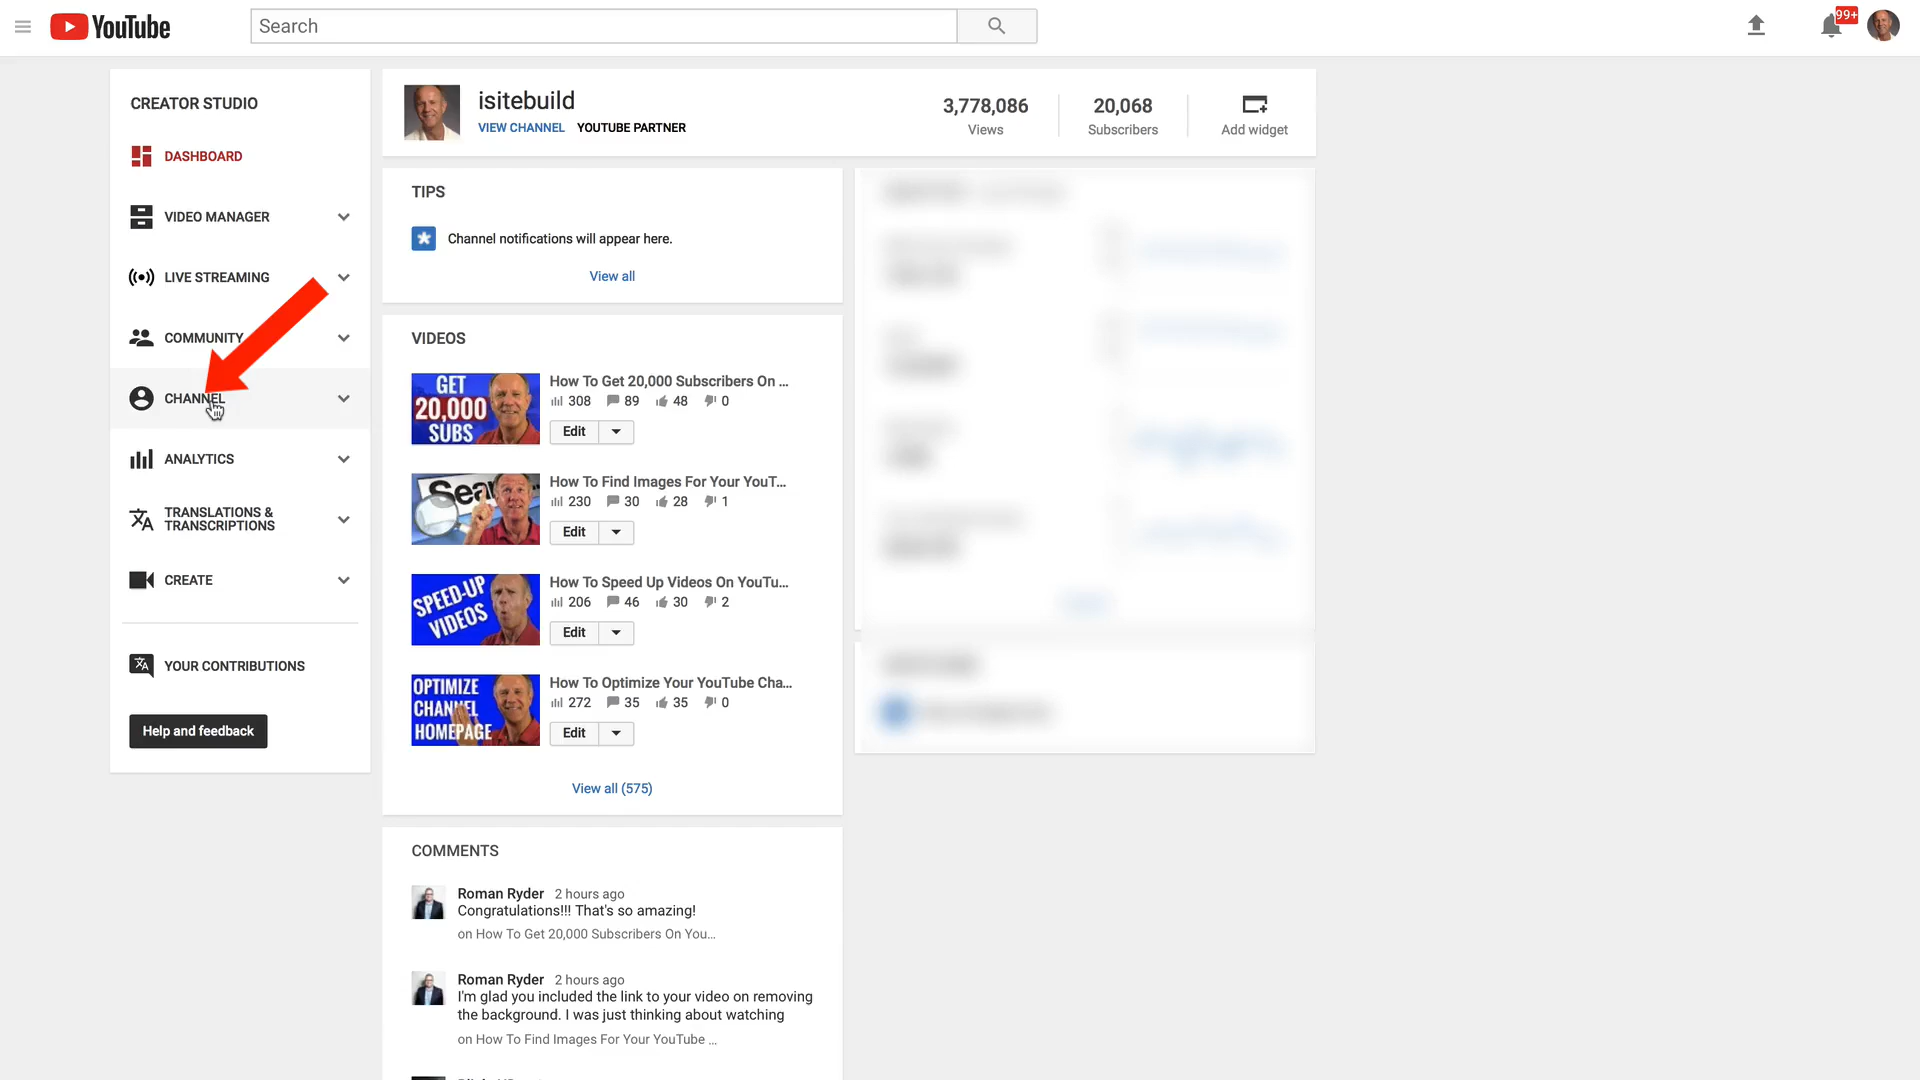 YouTube
Search
99+
CREATOR STUDIO
DASHBOARD
VIDEO MANAGER
LIVE STREAMING
COMMUNITY
CHANNEL
ANALYTICS
TRANSLATIONS &
TRANSCRIPTIONS
CREATE
YOUR CONTRIBUTIONS
Help and feedback
isitebuild
VIEW CHANNEL YOUTUBE PARTNER
3,778,086
Views
20,068
Subscribers
Add widget
TIPS
Channel notifications will appear here.
View all
VIDEOS
GET
20,000
SUBS
How To Get 20,000 Subscribers On ...
308 89 48 0
Edit
How To Find Images For Your YouT...
230 30 28 1
Edit
SPEED-UP
VIDEOS
How To Speed Up Videos On YouTu...
206 46 30 2
Edit
OPTIMIZE
CHANNEL
HOMEPAGE
How To Optimize Your YouTube Cha...
272 35 35 0
Edit
View all (575)
COMMENTS
Roman Ryder 2 hours ago
Congratulations!!! That's so amazing!
on How To Get 20,000 Subscribers On You...
Roman Ryder 2 hours ago
I'm glad you included the link to your video on removing
the background. I was just thinking about watching
on How To Find Images For Your YouTube ...